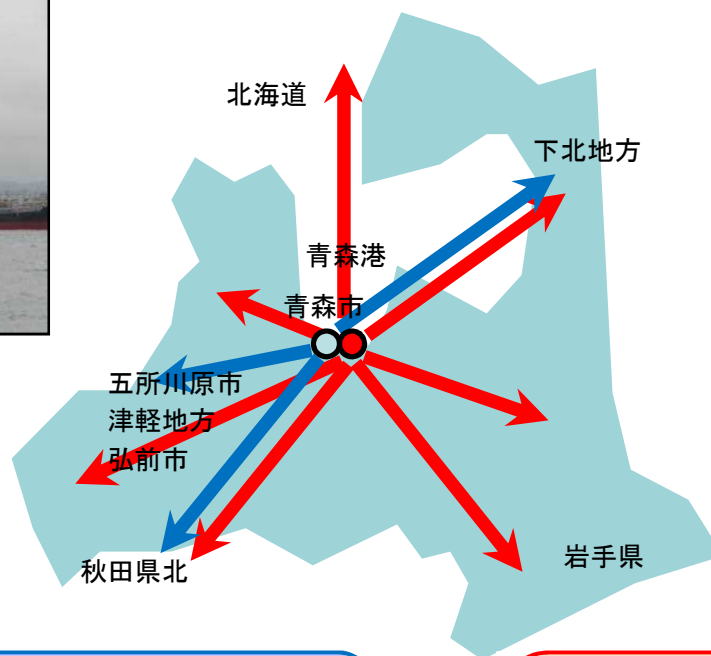 北海道
下北地方
青森港
青森市
五所川原市
津軽地方
弘前市
秋田県北
岩手県